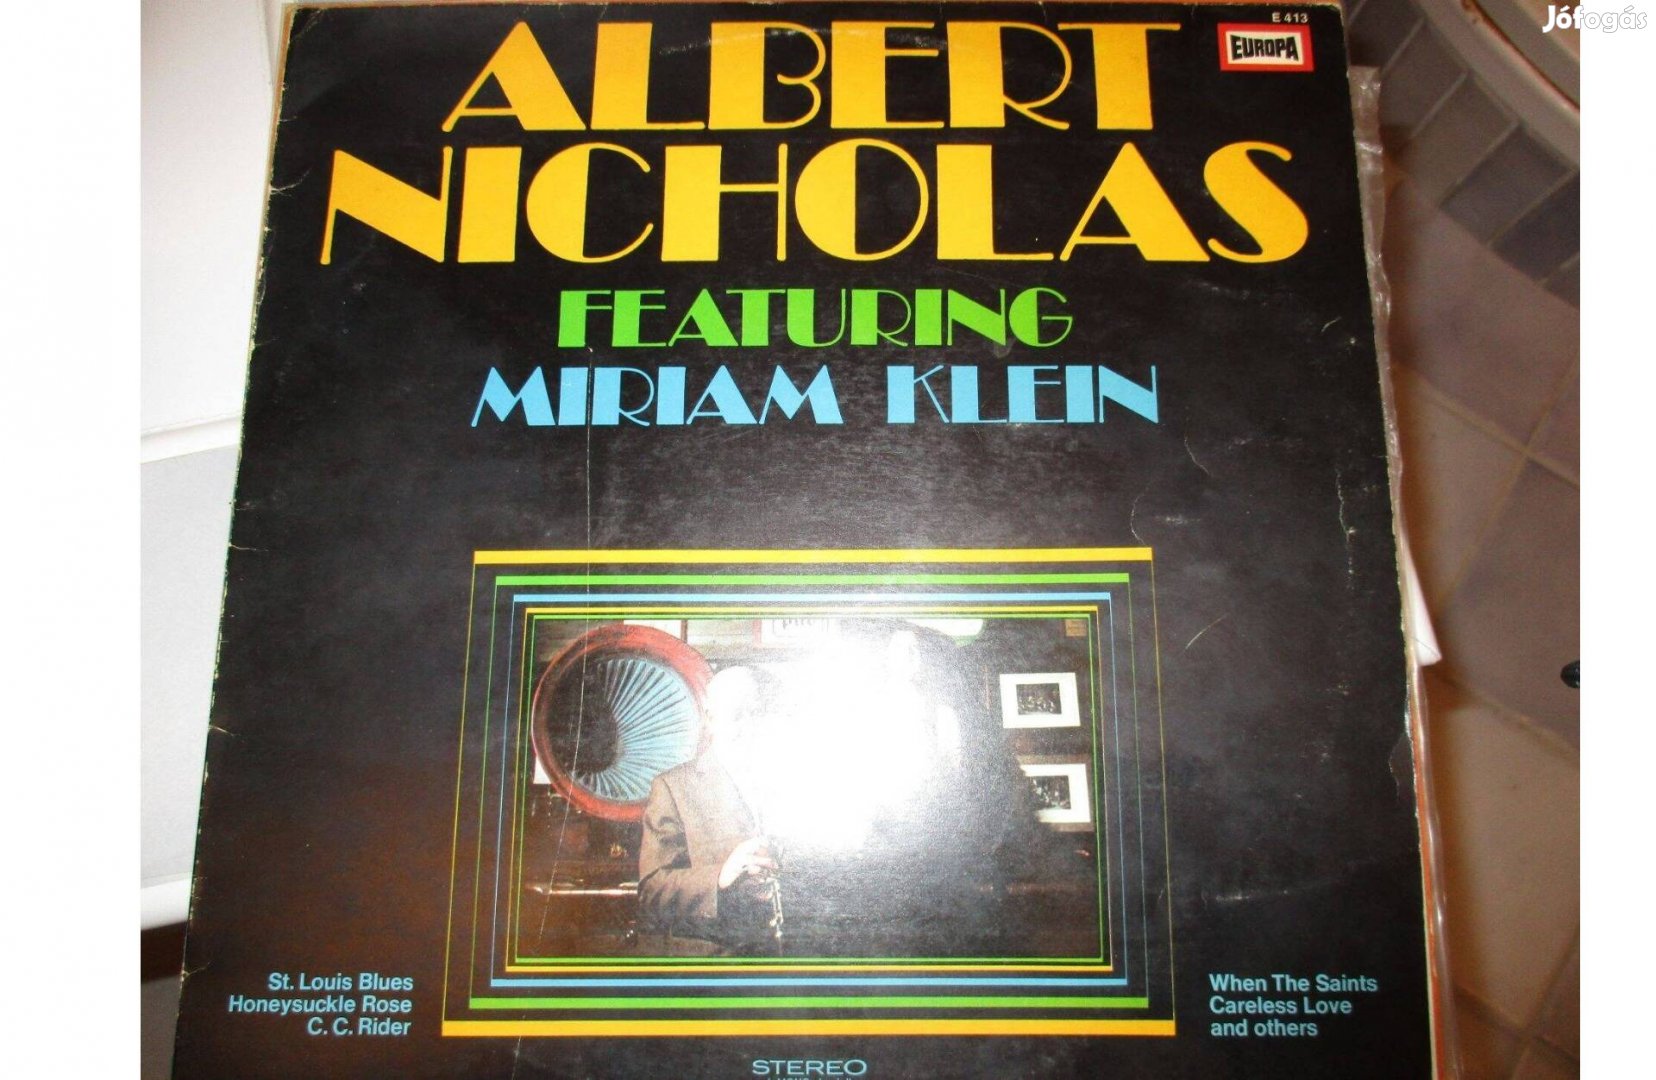 Jófogás
E 413
EUROPA
ALBERT
NICHOLAS
FEATURING
MIRIAM KLEIN
St. Louis Blues
Honeysuckle Rose
C. C. Rider
When The Saints
Careless Love
and others
STEREO